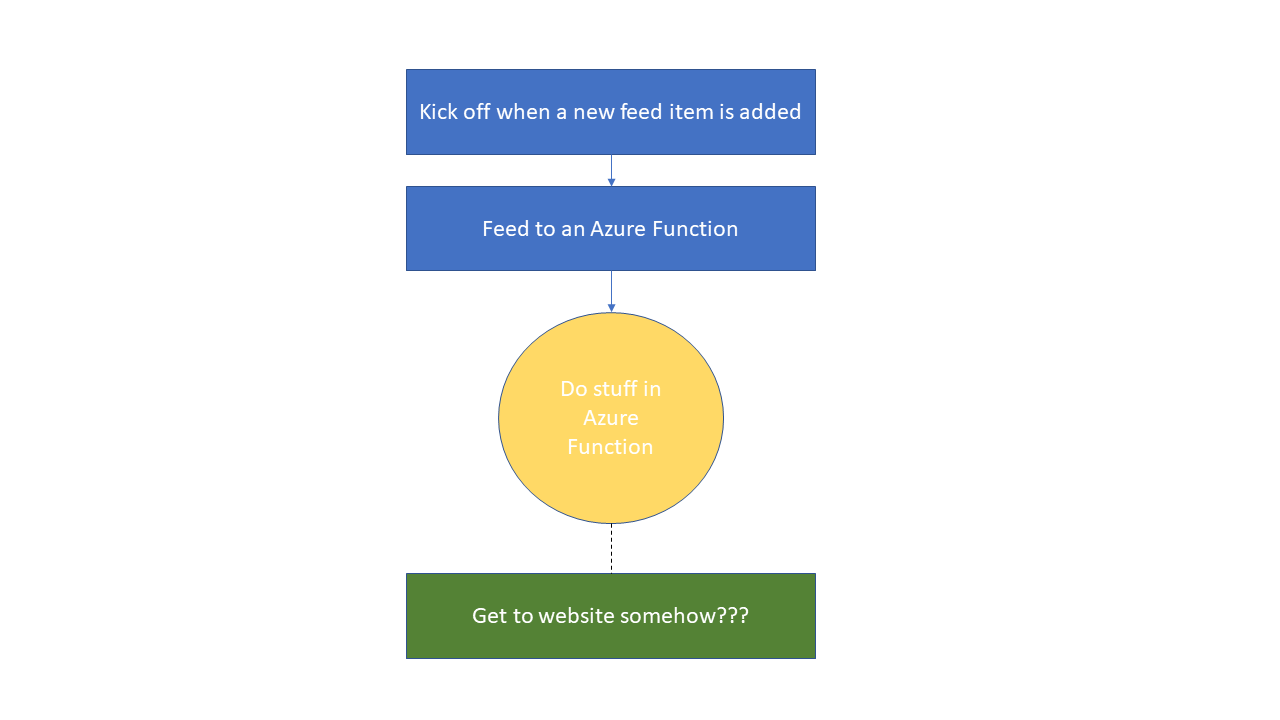 Kick off when a new feed item is added
Feed to an Azure Function
Do stuff in
Azure
Function
Get to website somehow???